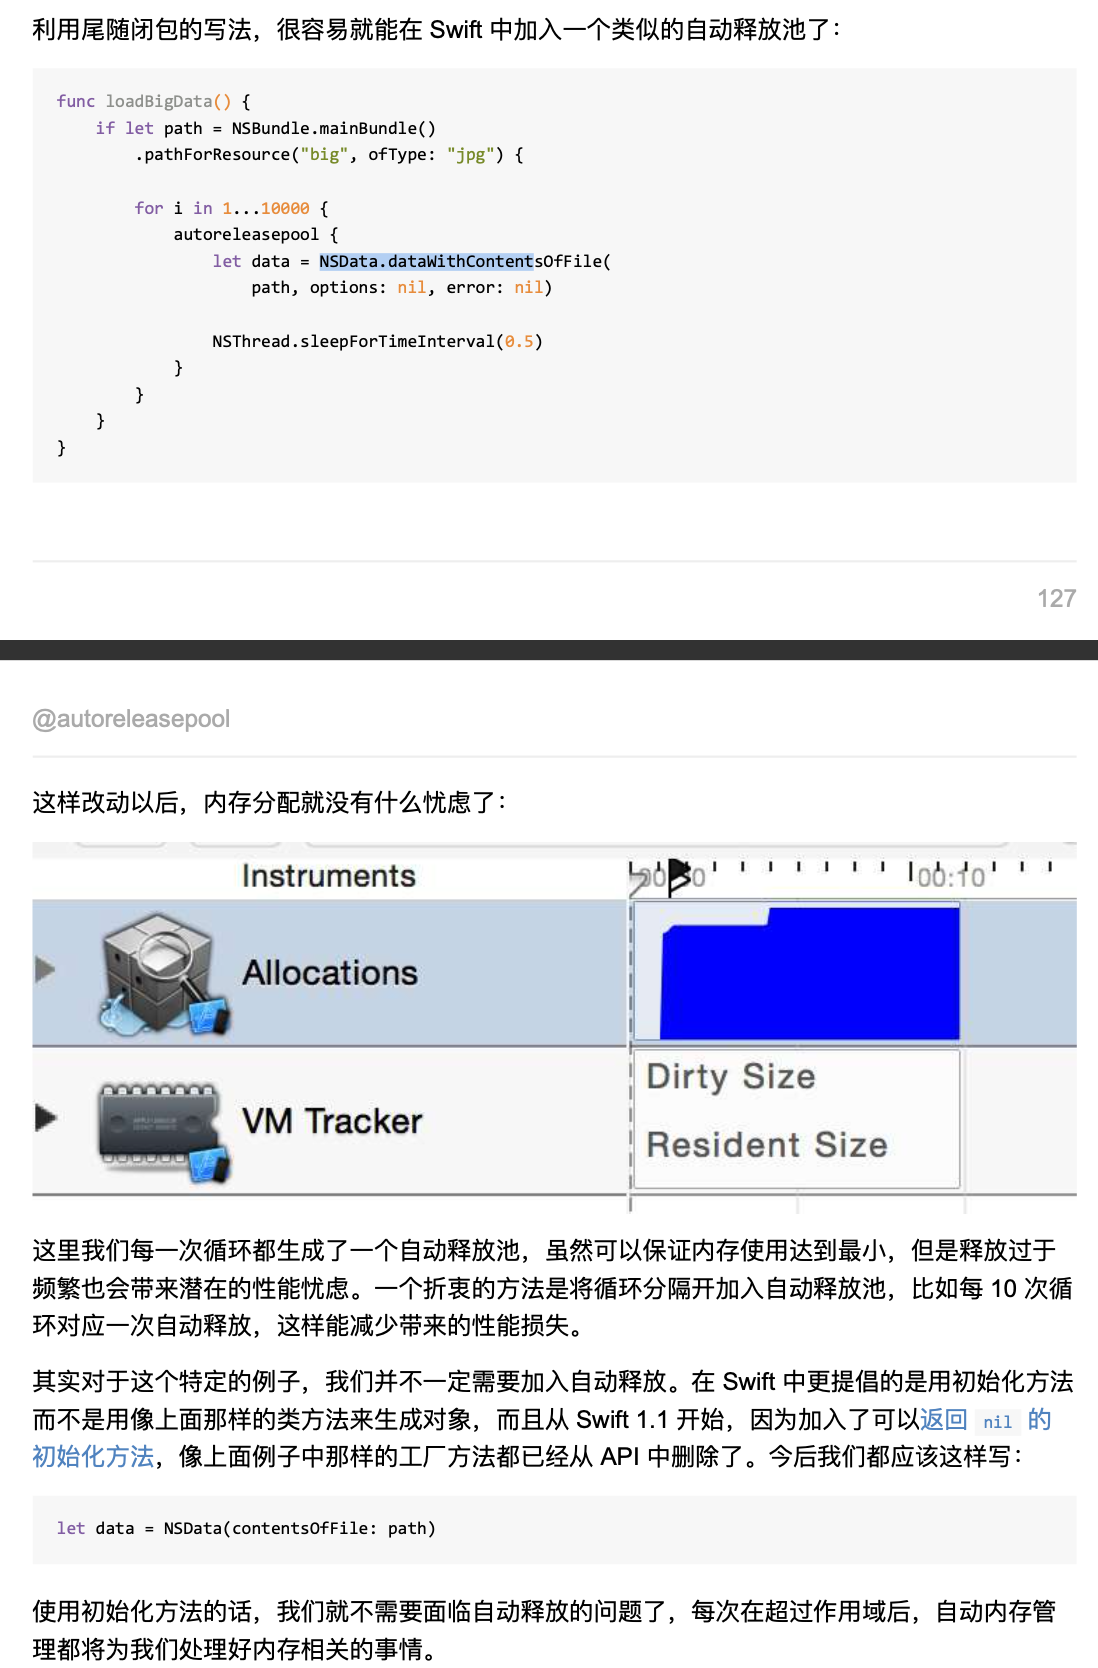 利用尾随闭包的写法，很容易就能在 Swift 中加入一个类似的自动释放池了：
func loadBigData() {
    if let path = NSBundle.mainBundle()
        .pathForResource("big", ofType: "jpg") {
        for i in 1...10000 {
            autoreleasepool {
                let data = NSData.dataWithContentsOfFile(
                    path, options: nil, error: nil)
                NSThread.sleepForTimeInterval(0.5)
            }
        }
    }
}
127
@autoreleasepool
这样改动以后，内存分配就没有什么忧虑了：
Instruments
00:10
Allocations
Dirty Size
VM Tracker
Resident Size
这里我们每一次循环都生成了一个自动释放池，虽然可以保证内存使用达到最小，但是释放过于
频繁也会带来潜在的性能忧虑。一个折衷的方法是将循环分隔开加入自动释放池，比如每 10 次循
环对应一次自动释放，这样能减少带来的性能损失。
其实对于这个特定的例子，我们并不一定需要加入自动释放。在 Swift 中更提倡的是用初始化方法
而不是用像上面那样的类方法来生成对象，而且从 Swift 1.1 开始，因为加入了可以返回 nil 的
初始化方法，像上面例子中那样的工厂方法都已经从 API 中删除了。今后我们都应该这样写：
let data = NSData(contentsOfFile: path)
使用初始化方法的话，我们就不需要面临自动释放的问题了，每次在超过作用域后，自动内存管
理都将为我们处理好内存相关的事情。